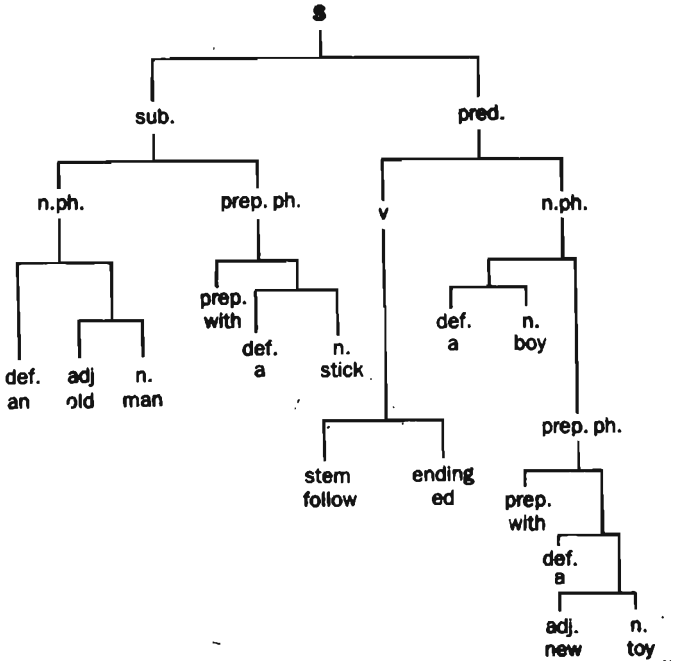 S
sub.
pred.
n.ph.
prep. ph.
v
n.ph.
prep.
with
def.
a
n.
stick
def.
a
n.
boy
def.
an
adj
old
n.
man
prep. ph.
stem
follow
ending
ed
prep.
with
def.
a
adj.
new
n.
toy